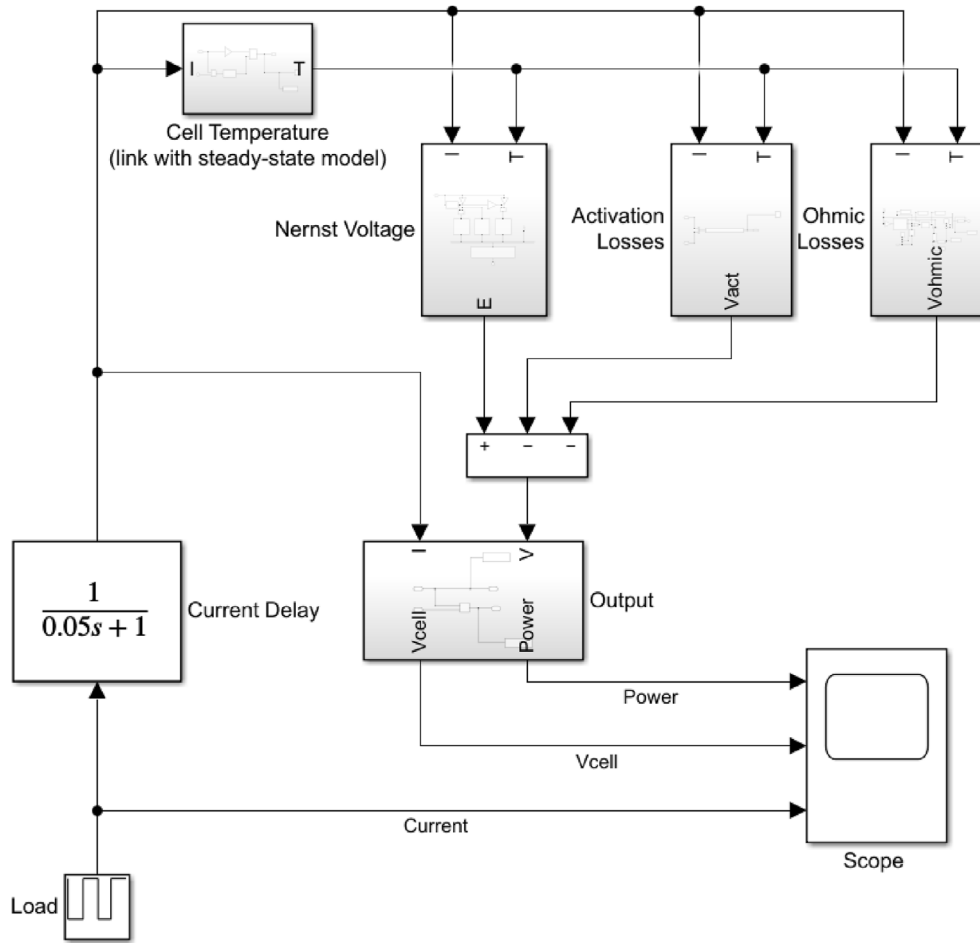 I
T
Cell Temperature
(link with steady-state model)
I
T
I
T
I
T
Nernst Voltage
Activation
Losses
Ohmic
Losses
E
Vact
Vohmic
+
−
−
I
V
Vcell
Power
Output
1
0.05s + 1
Current Delay
Power
Vcell
Current
Scope
Load